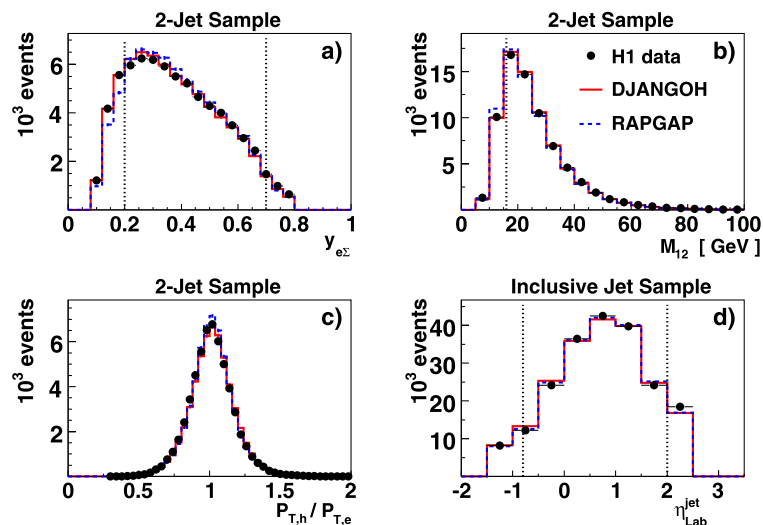 2-Jet Sample
a)
10³ events
6
4
2
0 0.2 0.4 0.6 0.8 1
y_eΣ
2-Jet Sample
b)
H1 data
DJANGOH
RAPGAP
10³ events
15
10
5
0 20 40 60 80 100
M₁₂ [ GeV ]
2-Jet Sample
c)
10³ events
6
4
2
0 0.5 1 1.5 2
P_T,h / P_T,e
Inclusive Jet Sample
d)
10³ events
40
30
20
10
-2 -1 0 1 2 3
η^jet_Lab